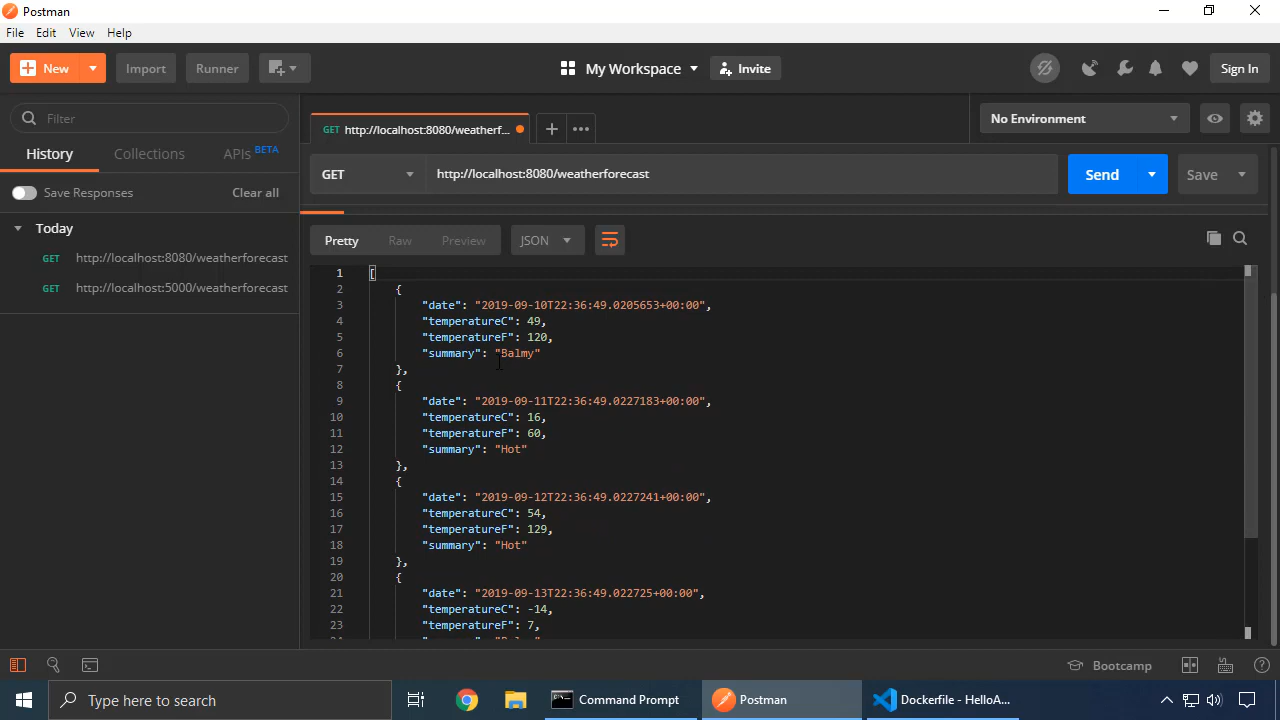 Postman
File Edit View Help
New Import Runner My Workspace Invite Sign In
Filter
GET http://localhost:8080/weatherf... No Environment
History Collections APIs BETA
GET http://localhost:8080/weatherforecast Send Save
Save Responses Clear all
Today
GET http://localhost:8080/weatherforecast
GET http://localhost:5000/weatherforecast
Pretty Raw Preview JSON
1 [
2 {
3 "date": "2019-09-10T22:36:49.0205653+00:00",
4 "temperatureC": 49,
5 "temperatureF": 120,
6 "summary": "Balmy"
7 },
8 {
9 "date": "2019-09-11T22:36:49.0227183+00:00",
10 "temperatureC": 16,
11 "temperatureF": 60,
12 "summary": "Hot"
13 },
14 {
15 "date": "2019-09-12T22:36:49.0227241+00:00",
16 "temperatureC": 54,
17 "temperatureF": 129,
18 "summary": "Hot"
19 },
20 {
21 "date": "2019-09-13T22:36:49.022725+00:00",
22 "temperatureC": -14,
23 "temperatureF": 7,
Bootcamp
Type here to search Command Prompt Postman Dockerfile - HelloA...